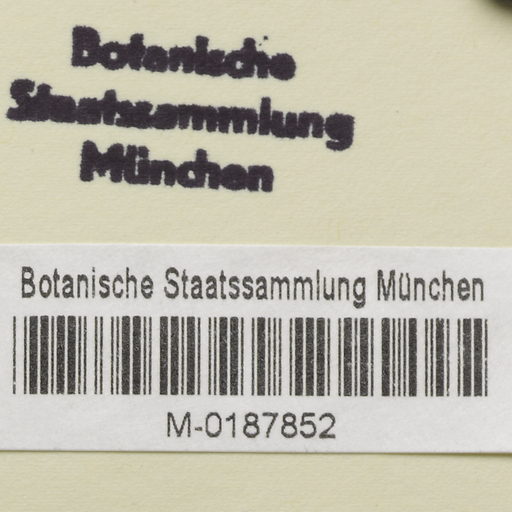 Botanische
Staatssammlung
München
Botanische Staatssammlung München
M-0187852